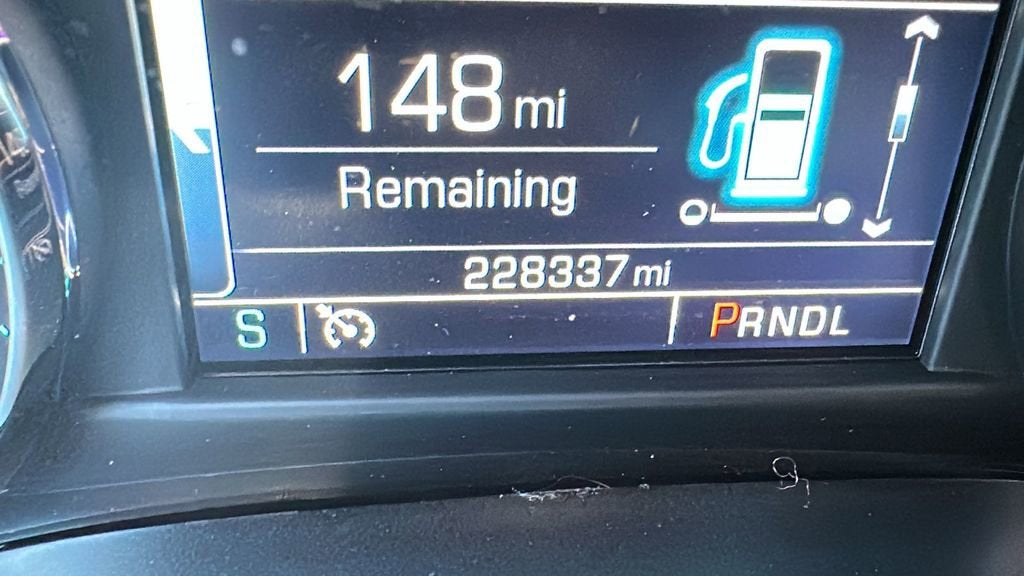 148 mi
Remaining
228337 mi
S PRNDL